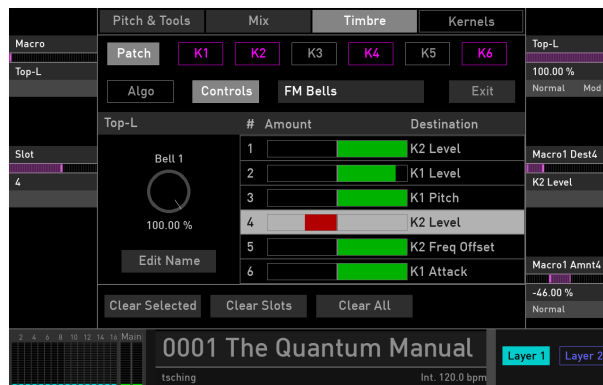 Pitch & Tools Mix Timbre Kernels
Macro
Top-L
Patch K1 K2 K3 K4 K5 K6
Top-L
100.00 %
Normal Mod
Algo Controls FM Bells Exit
Top-L # Amount Destination
Bell 1
100.00 %
Edit Name
1 K2 Level
2 K1 Level
3 K1 Pitch
4 K2 Level
5 K2 Freq Offset
6 K1 Attack
Slot
4
Macro1 Dest4
K2 Level
Macro1 Amnt4
-46.00 %
Normal
Clear Selected Clear Slots Clear All
2 4 6 8 10 12 14 16 Main
0001 The Quantum Manual
tsching Int. 120.0 bpm
Layer 1 Layer 2